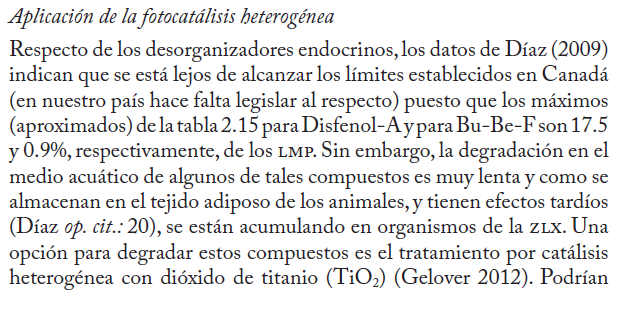 Aplicación de la fotocatálisis heterogénea
Respecto de los desorganizadores endocrinos, los datos de Díaz (2009)
indican que se está lejos de alcanzar los límites establecidos en Canadá
(en nuestro país hace falta legislar al respecto) puesto que los máximos
(aproximados) de la tabla 2.15 para Disfenol-A y para Bu-Be-F son 17.5
y 0.9%, respectivamente, de los LMP. Sin embargo, la degradación en el
medio acuático de algunos de tales compuestos es muy lenta y como se
almacenan en el tejido adiposo de los animales, y tienen efectos tardíos
(Díaz op. cit.: 20), se están acumulando en organismos de la ZLX. Una
opción para degradar estos compuestos es el tratamiento por catálisis
heterogénea con dióxido de titanio (TiO₂) (Gelover 2012). Podrían